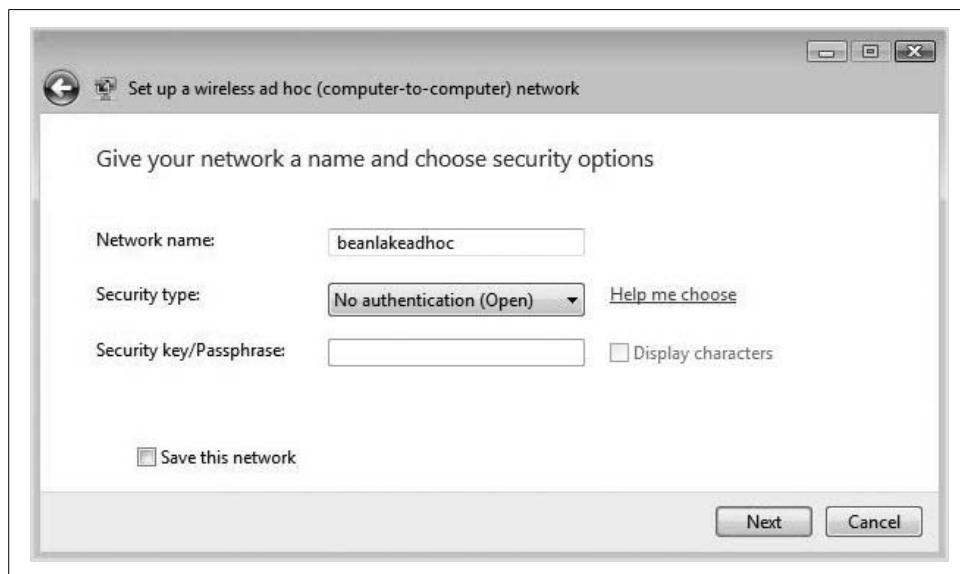 Set up a wireless ad hoc (computer-to-computer) network
Give your network a name and choose security options
Network name: beanlakeadhoc
Security type: No authentication (Open) Help me choose
Security key/Passphrase: Display characters
Save this network
Next Cancel